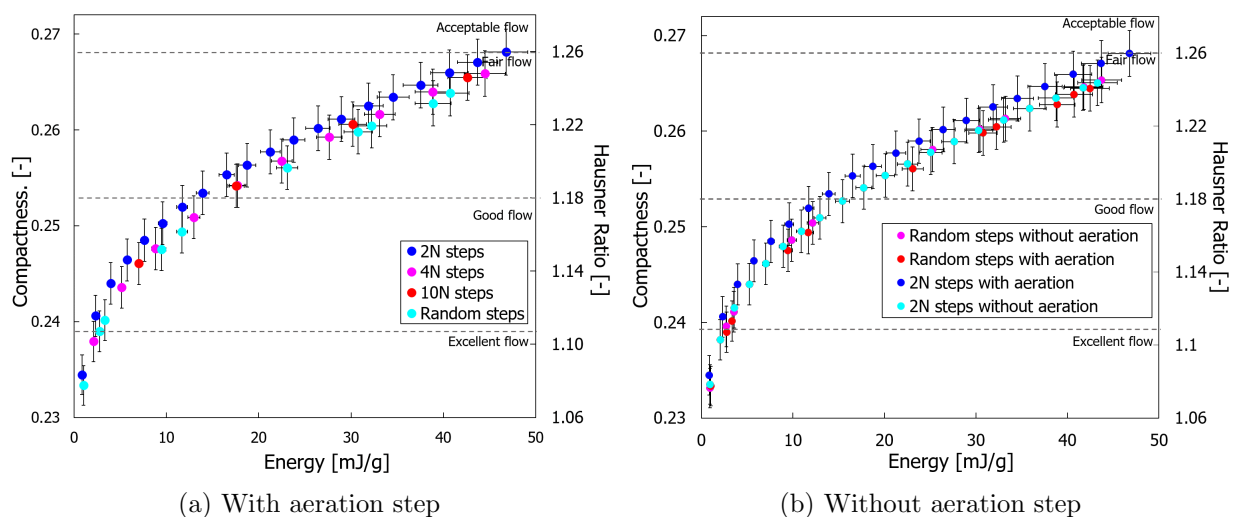 Compactness. [-]
0.27
0.26
0.25
0.24
0.23
0
10
20
30
40
50
Energy [mJ/g]
Acceptable flow
Fair flow
Good flow
Excellent flow
2N steps
4N steps
10N steps
Random steps
1.26
1.22
1.18
1.14
1.10
1.06
Hausner Ratio [-]
(a) With aeration step
Compactness [-]
0.27
0.26
0.25
0.24
0.23
0
10
20
30
40
50
Energy [mJ/g]
Acceptable flow
Fair flow
Good flow
Excellent flow
Random steps without aeration
Random steps with aeration
2N steps with aeration
2N steps without aeration
1.26
1.22
1.18
1.14
1.1
1.06
Hausner Ratio [-]
(b) Without aeration step